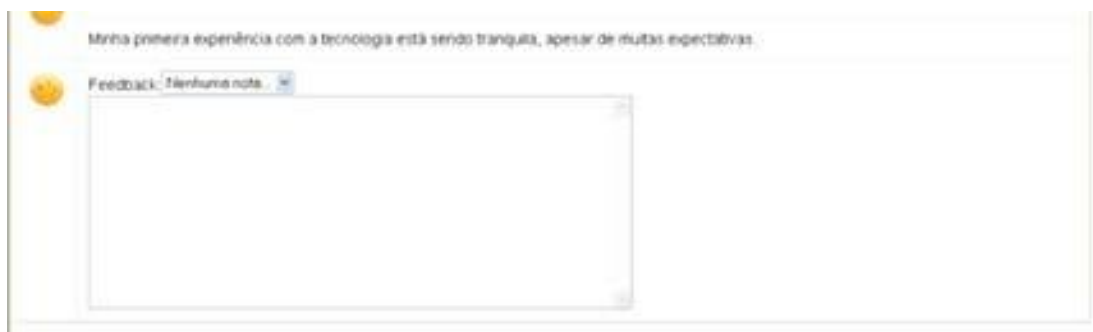 Minha primeira experiência com a tecnologia está sendo tranquila, apesar de muitas expectativas.
Feedback: Nenhuma nota...